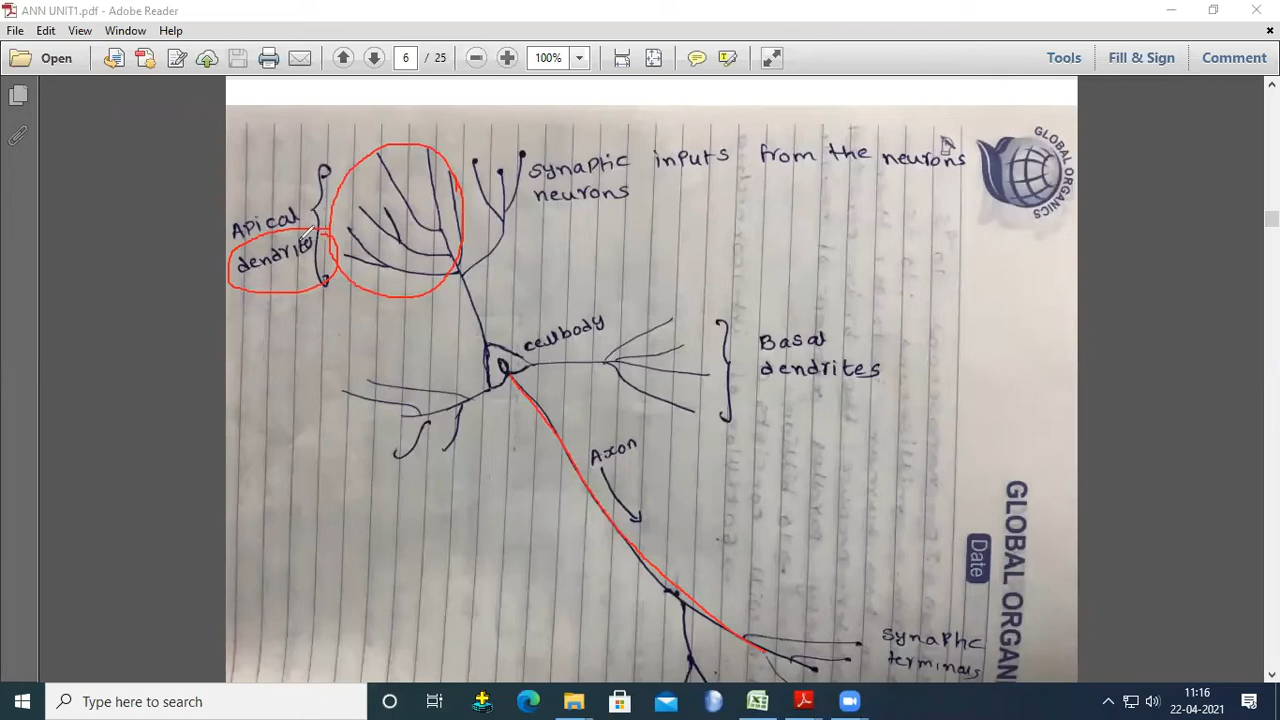 ANN UNIT1.pdf - Adobe Reader
File Edit View Window Help
Open
6 / 25
100%
Tools
Fill & Sign
Comment
synaptic inputs from the neurons
neurons
Apical
dendrite
cellbody
Basal
dendrites
Axon
synaptic
terminals
GLOBAL ORGANICS
GLOBAL ORGAN
Date
Type here to search
11:16
22-04-2021